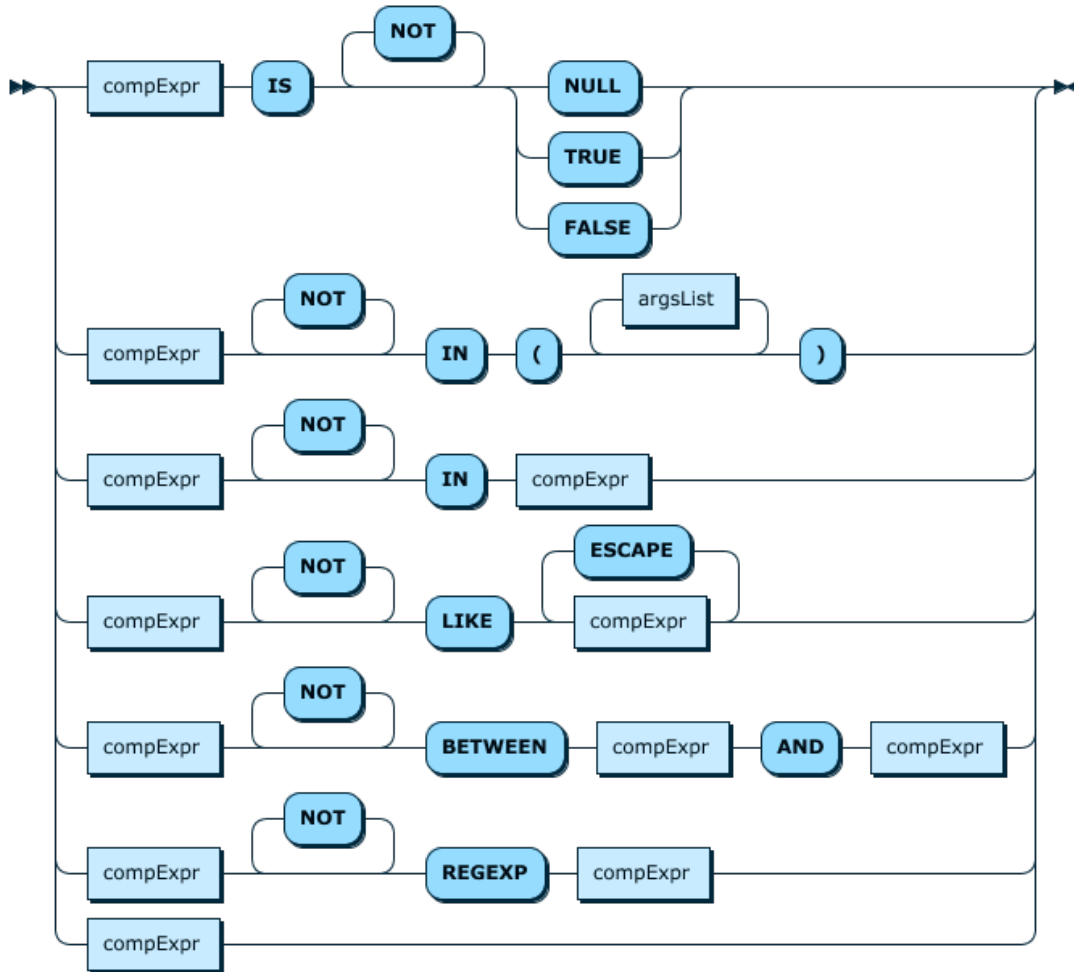 NOT
compExpr IS NULL
TRUE
FALSE
NOT argsList
compExpr IN ( )
NOT
compExpr IN compExpr
ESCAPE
NOT
compExpr LIKE compExpr
NOT
compExpr BETWEEN compExpr AND compExpr
NOT
compExpr REGEXP compExpr
compExpr